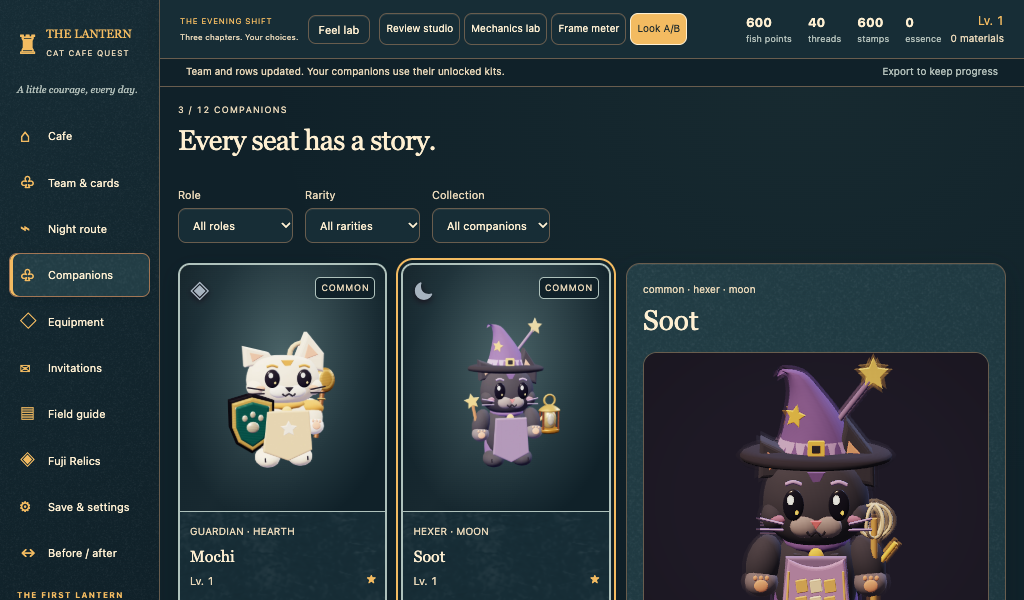 THE LANTERN
CAT CAFE QUEST
A little courage, every day.
Cafe
Team & cards
Night route
Companions
Equipment
Invitations
Field guide
Fuji Relics
Save & settings
Before / after
THE FIRST LANTERN
THE EVENING SHIFT
Three chapters. Your choices.
Feel lab
Review studio
Mechanics lab
Frame meter
Look A/B
600
fish points
40
threads
600
stamps
0
essence
Lv. 1
0 materials
Team and rows updated. Your companions use their unlocked kits.
Export to keep progress
3 / 12 COMPANIONS
Every seat has a story.
Role
Rarity
Collection
All roles
All rarities
All companions
COMMON
GUARDIAN · HEARTH
Mochi
Lv. 1
COMMON
HEXER · MOON
Soot
Lv. 1
common · hexer · moon
Soot